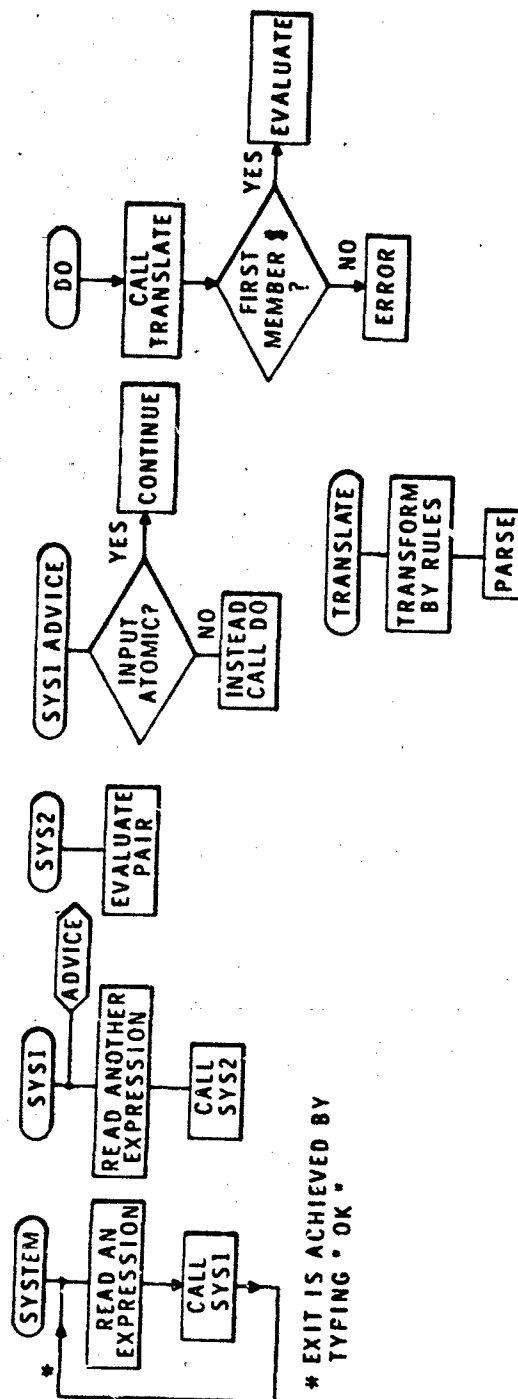 SYSTEM
*
READ AN
EXPRESSION
CALL
SYS1
* EXIT IS ACHIEVED BY
TYPING "OK"
SYS1
ADVICE
READ ANOTHER
EXPRESSION
CALL
SYS2
SYS2
EVALUATE
PAIR
SYS1 ADVICE
INPUT
ATOMIC?
YES
CONTINUE
NO
INSTEAD
CALL DO
DO
CALL
TRANSLATE
FIRST
MEMBER $
?
YES
EVALUATE
NO
ERROR
TRANSLATE
TRANSFORM
BY RULES
PARSE